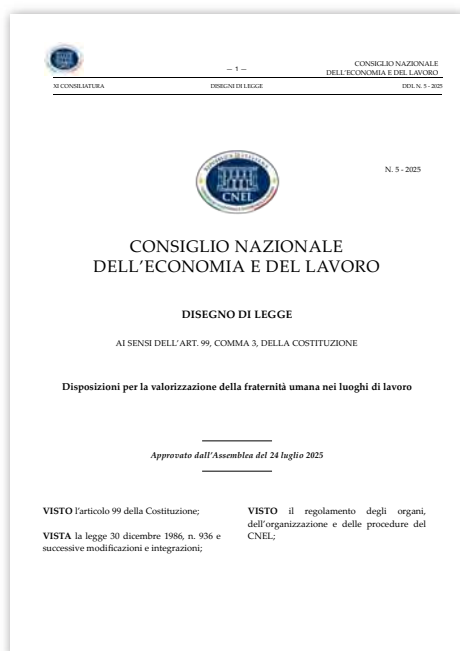 — 1 —
CONSIGLIO NAZIONALE
DELL'ECONOMIA E DEL LAVORO
XI CONSILIATURA
DISEGNI DI LEGGE
DDL N. 5 - 2025
N. 5 - 2025
CNEL
CONSIGLIO NAZIONALE
DELL'ECONOMIA E DEL LAVORO
DISEGNO DI LEGGE
AI SENSI DELL'ART. 99, COMMA 3, DELLA COSTITUZIONE
Disposizioni per la valorizzazione della fraternità umana nei luoghi di lavoro
Approvato dall'Assemblea del 24 luglio 2025
VISTO l'articolo 99 della Costituzione;
VISTA la legge 30 dicembre 1986, n. 936 e
successive modificazioni e integrazioni;
VISTO il regolamento degli organi,
dell'organizzazione e delle procedure del
CNEL;